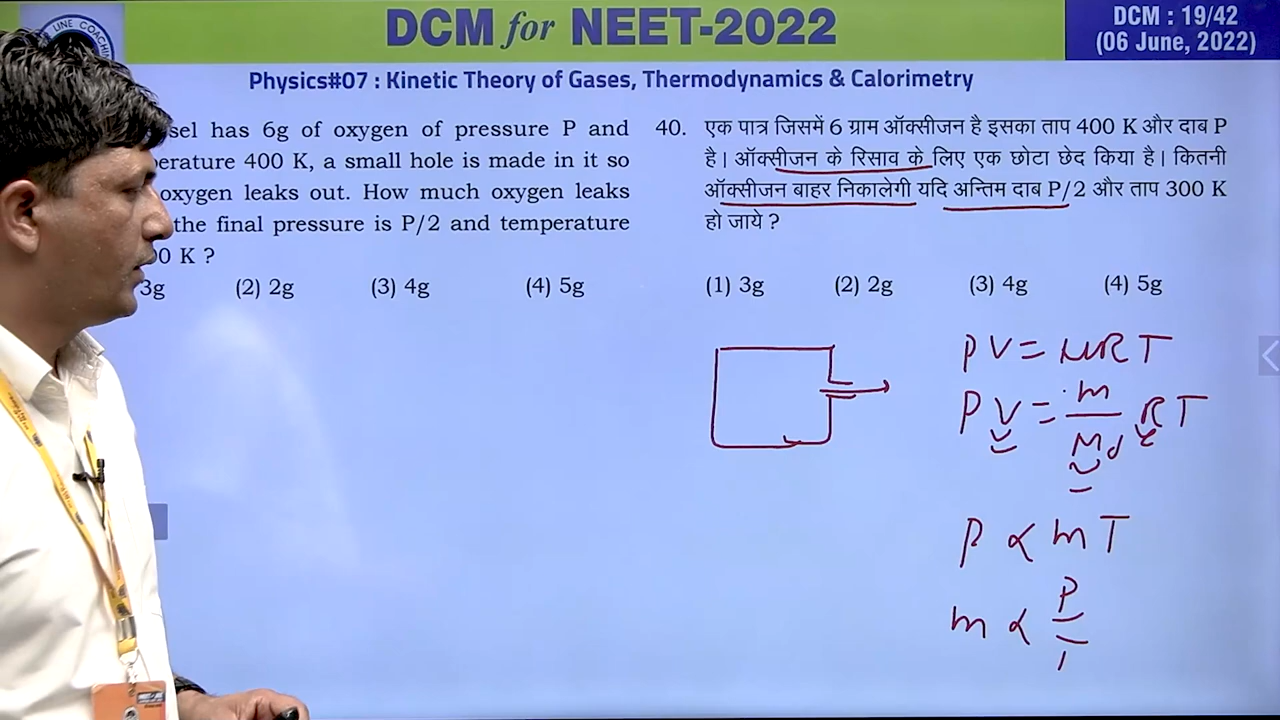 LINE COACHIN
DCM for NEET-2022
DCM : 19/42
(06 June, 2022)
Physics#07 : Kinetic Theory of Gases, Thermodynamics & Calorimetry
sel has 6g of oxygen of pressure P and
erature 400 K, a small hole is made in it so
oxygen leaks out. How much oxygen leaks
the final pressure is P/2 and temperature
0 K ?
3g (2) 2g (3) 4g (4) 5g
40. एक पात्र जिसमें 6 ग्राम ऑक्सीजन है इसका ताप 400 K और दाब P
है। ऑक्सीजन के रिसाव के लिए एक छोटा छेद किया है। कितनी
ऑक्सीजन बाहर निकालेगी यदि अन्तिम दाब P/2 और ताप 300 K
हो जाये ?
(1) 3g (2) 2g (3) 4g (4) 5g
PV = μRT
PV = m/M RT
P ∝ mT
m ∝ P/T